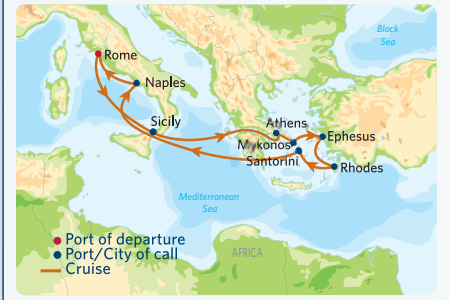 Black
Sea
Rome
Naples
Sicily
Athens
Mykonos
Ephesus
Santorini
Rhodes
Mediterranean
Sea
Port of departure
Port/City of call
Cruise
AFRICA